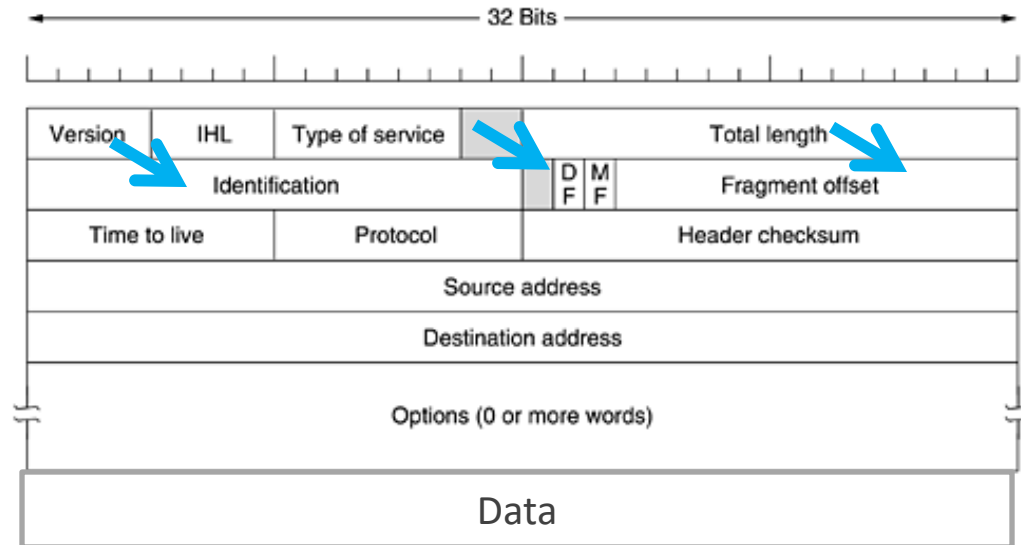 32 Bits
Version IHL Type of service Total length
Identification D F M F Fragment offset
Time to live Protocol Header checksum
Source address
Destination address
Options (0 or more words)
Data